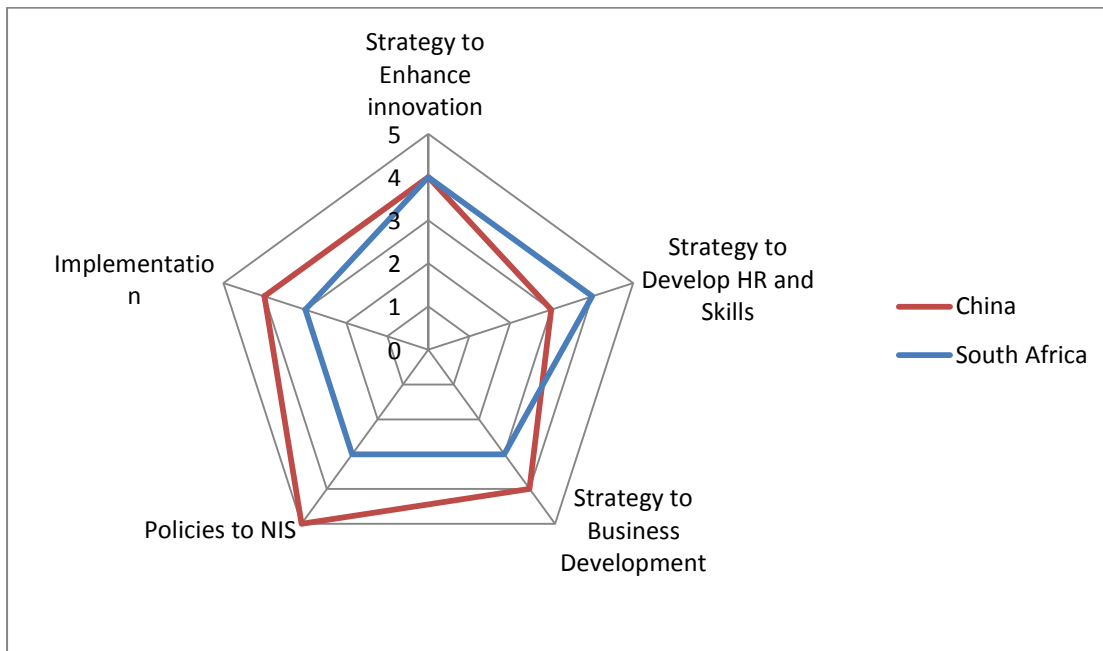 Strategy to
Enhance
innovation
5
4
3
2
1
0
Strategy to
Develop HR and
Skills
Strategy to
Business
Development
Policies to NIS
Implementatio
n
China
South Africa